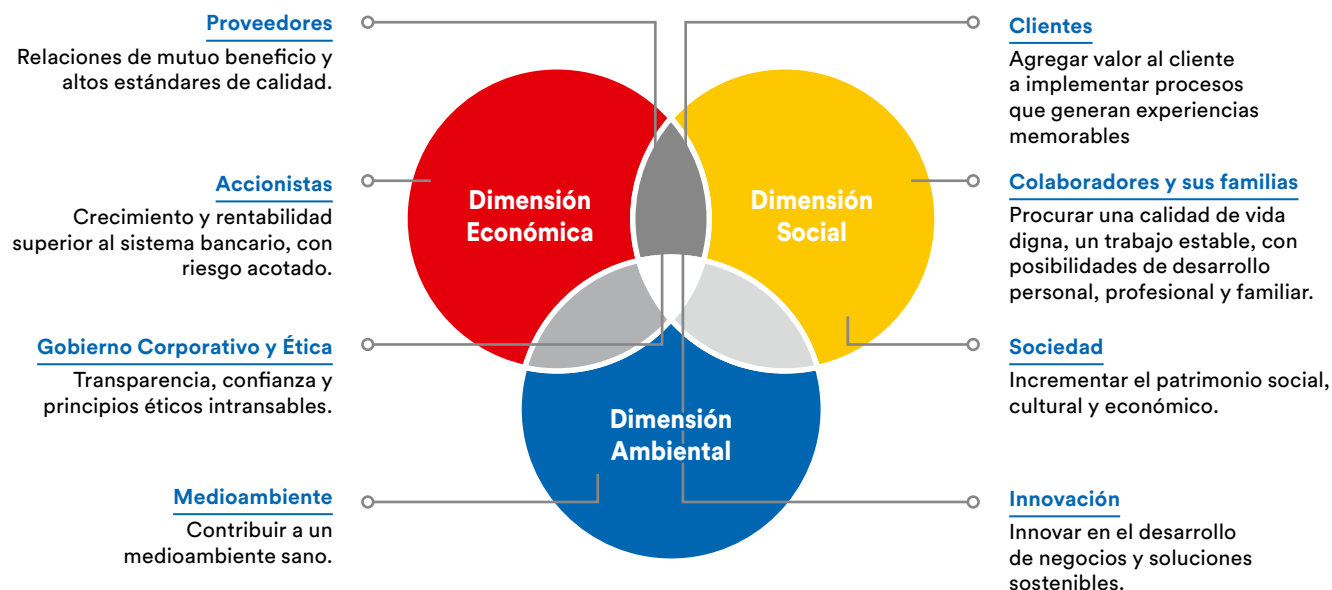 Proveedores
Relaciones de mutuo beneficio y
altos estándares de calidad.
Accionistas
Crecimiento y rentabilidad
superior al sistema bancario, con
riesgo acotado.
Gobierno Corporativo y Ética
Transparencia, confianza y
principios éticos intransables.
Medioambiente
Contribuir a un
medioambiente sano.
Dimensión
Económica
Dimensión
Social
Dimensión
Ambiental
Clientes
Agregar valor al cliente
a implementar procesos
que generan experiencias
memorables
Colaboradores y sus familias
Procurar una calidad de vida
digna, un trabajo estable, con
posibilidades de desarrollo
personal, profesional y familiar.
Sociedad
Incrementar el patrimonio social,
cultural y económico.
Innovación
Innovar en el desarrollo
de negocios y soluciones
sostenibles.